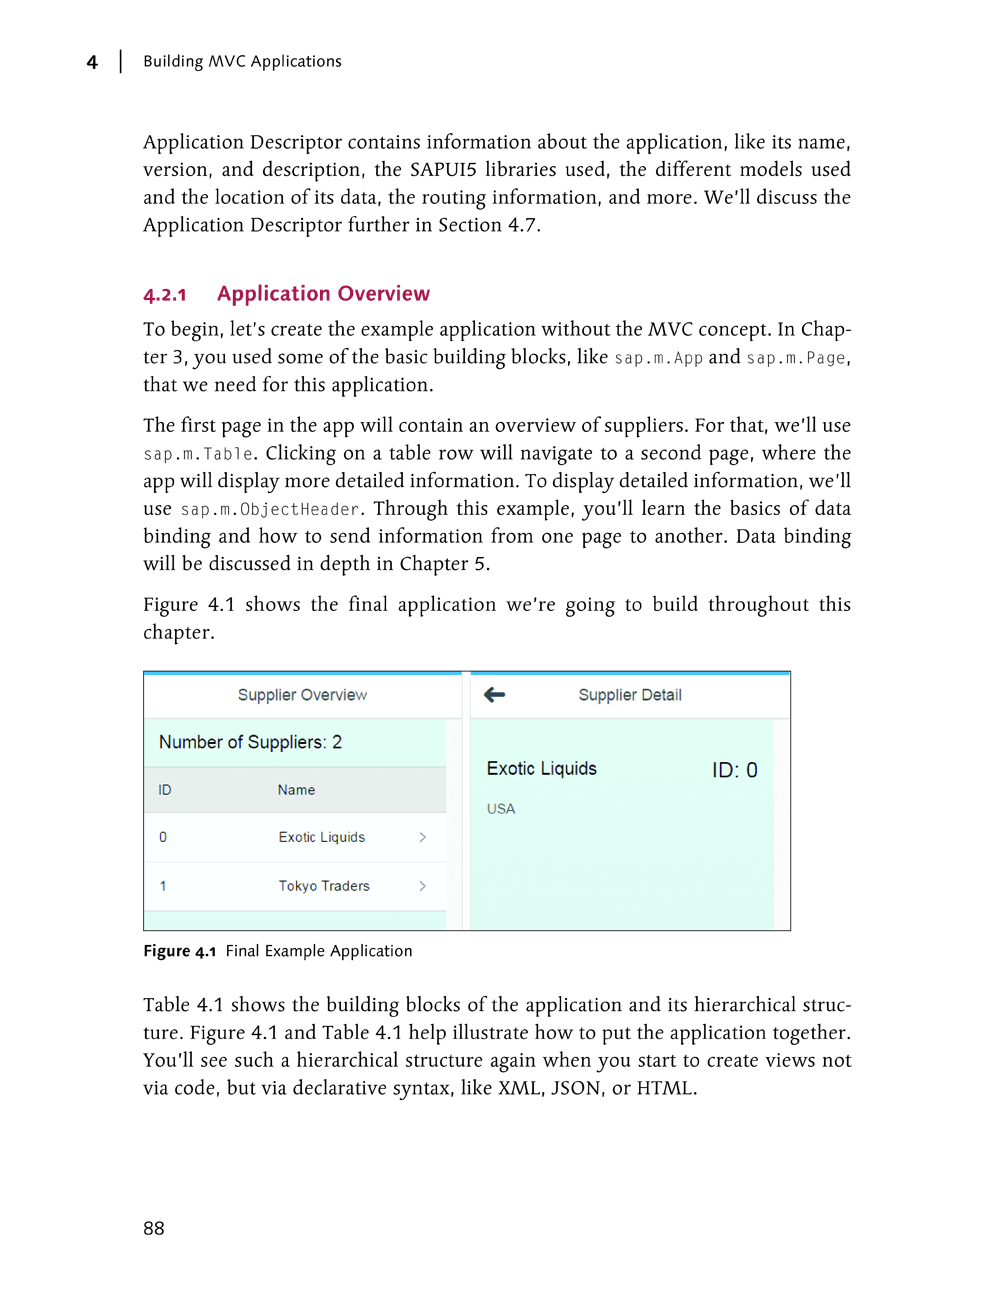 4 | Building MVC Applications
Application Descriptor contains information about the application, like its name,
version, and description, the SAPUI5 libraries used, the different models used
and the location of its data, the routing information, and more. We'll discuss the
Application Descriptor further in Section 4.7.
4.2.1 Application Overview
To begin, let's create the example application without the MVC concept. In Chap-
ter 3, you used some of the basic building blocks, like sap.m.App and sap.m.Page,
that we need for this application.
The first page in the app will contain an overview of suppliers. For that, we'll use
sap.m.Table. Clicking on a table row will navigate to a second page, where the
app will display more detailed information. To display detailed information, we'll
use sap.m.ObjectHeader. Through this example, you'll learn the basics of data
binding and how to send information from one page to another. Data binding
will be discussed in depth in Chapter 5.
Figure 4.1 shows the final application we're going to build throughout this
chapter.
Supplier Overview
Number of Suppliers: 2
ID Name
0 Exotic Liquids >
1 Tokyo Traders >
Supplier Detail
Exotic Liquids ID: 0
USA
Figure 4.1 Final Example Application
Table 4.1 shows the building blocks of the application and its hierarchical struc-
ture. Figure 4.1 and Table 4.1 help illustrate how to put the application together.
You'll see such a hierarchical structure again when you start to create views not
via code, but via declarative syntax, like XML, JSON, or HTML.
88